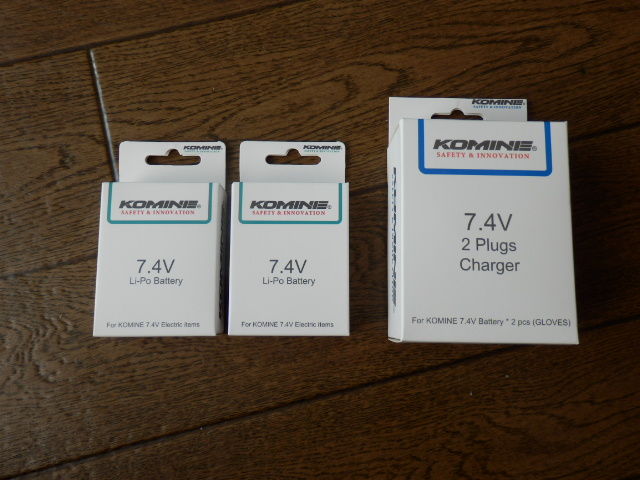 KOMINE
KOMINE®
SAFETY & INNOVATION
7.4V
Li-Po Battery
For KOMINE 7.4V Electric items
KOMINE
KOMINE®
SAFETY & INNOVATION
7.4V
Li-Po Battery
For KOMINE 7.4V Electric items
KOMINE
SAFETY & INNOVATION
KOMINE®
SAFETY & INNOVATION
7.4V
2 Plugs
Charger
For KOMINE 7.4V Battery * 2 pcs (GLOVES)